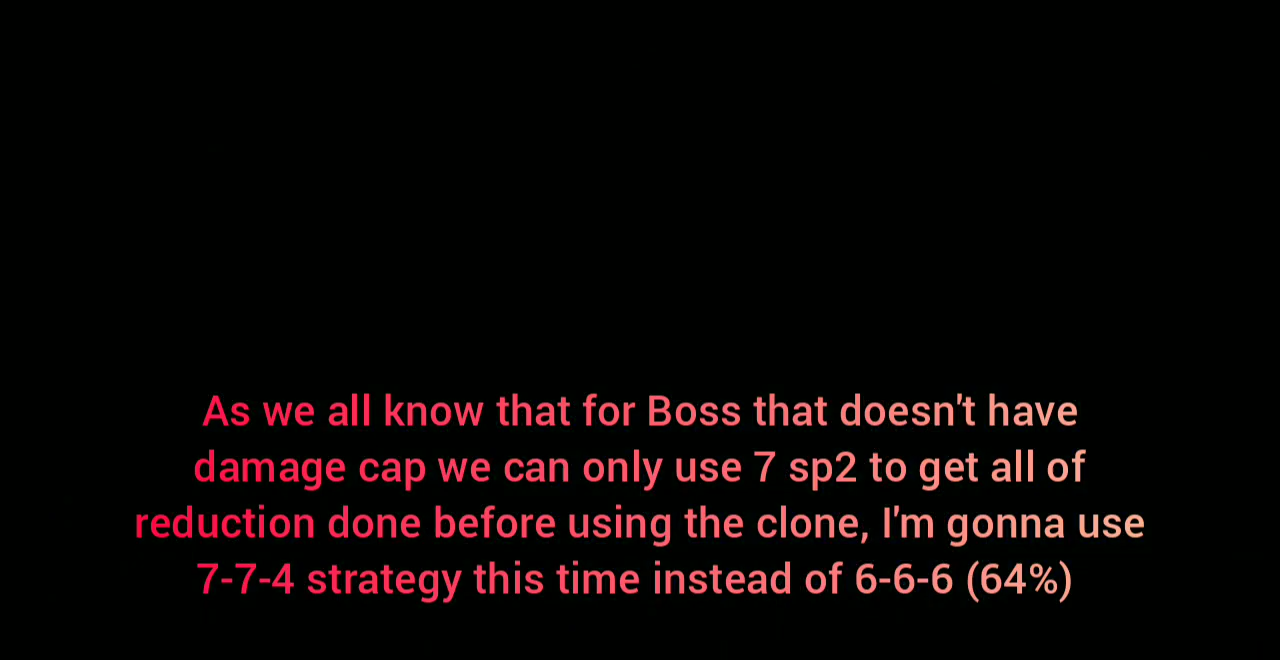 As we all know that for Boss that doesn't have
damage cap we can only use 7 sp2 to get all of
reduction done before using the clone, I'm gonna use
7-7-4 strategy this time instead of 6-6-6 (64%)